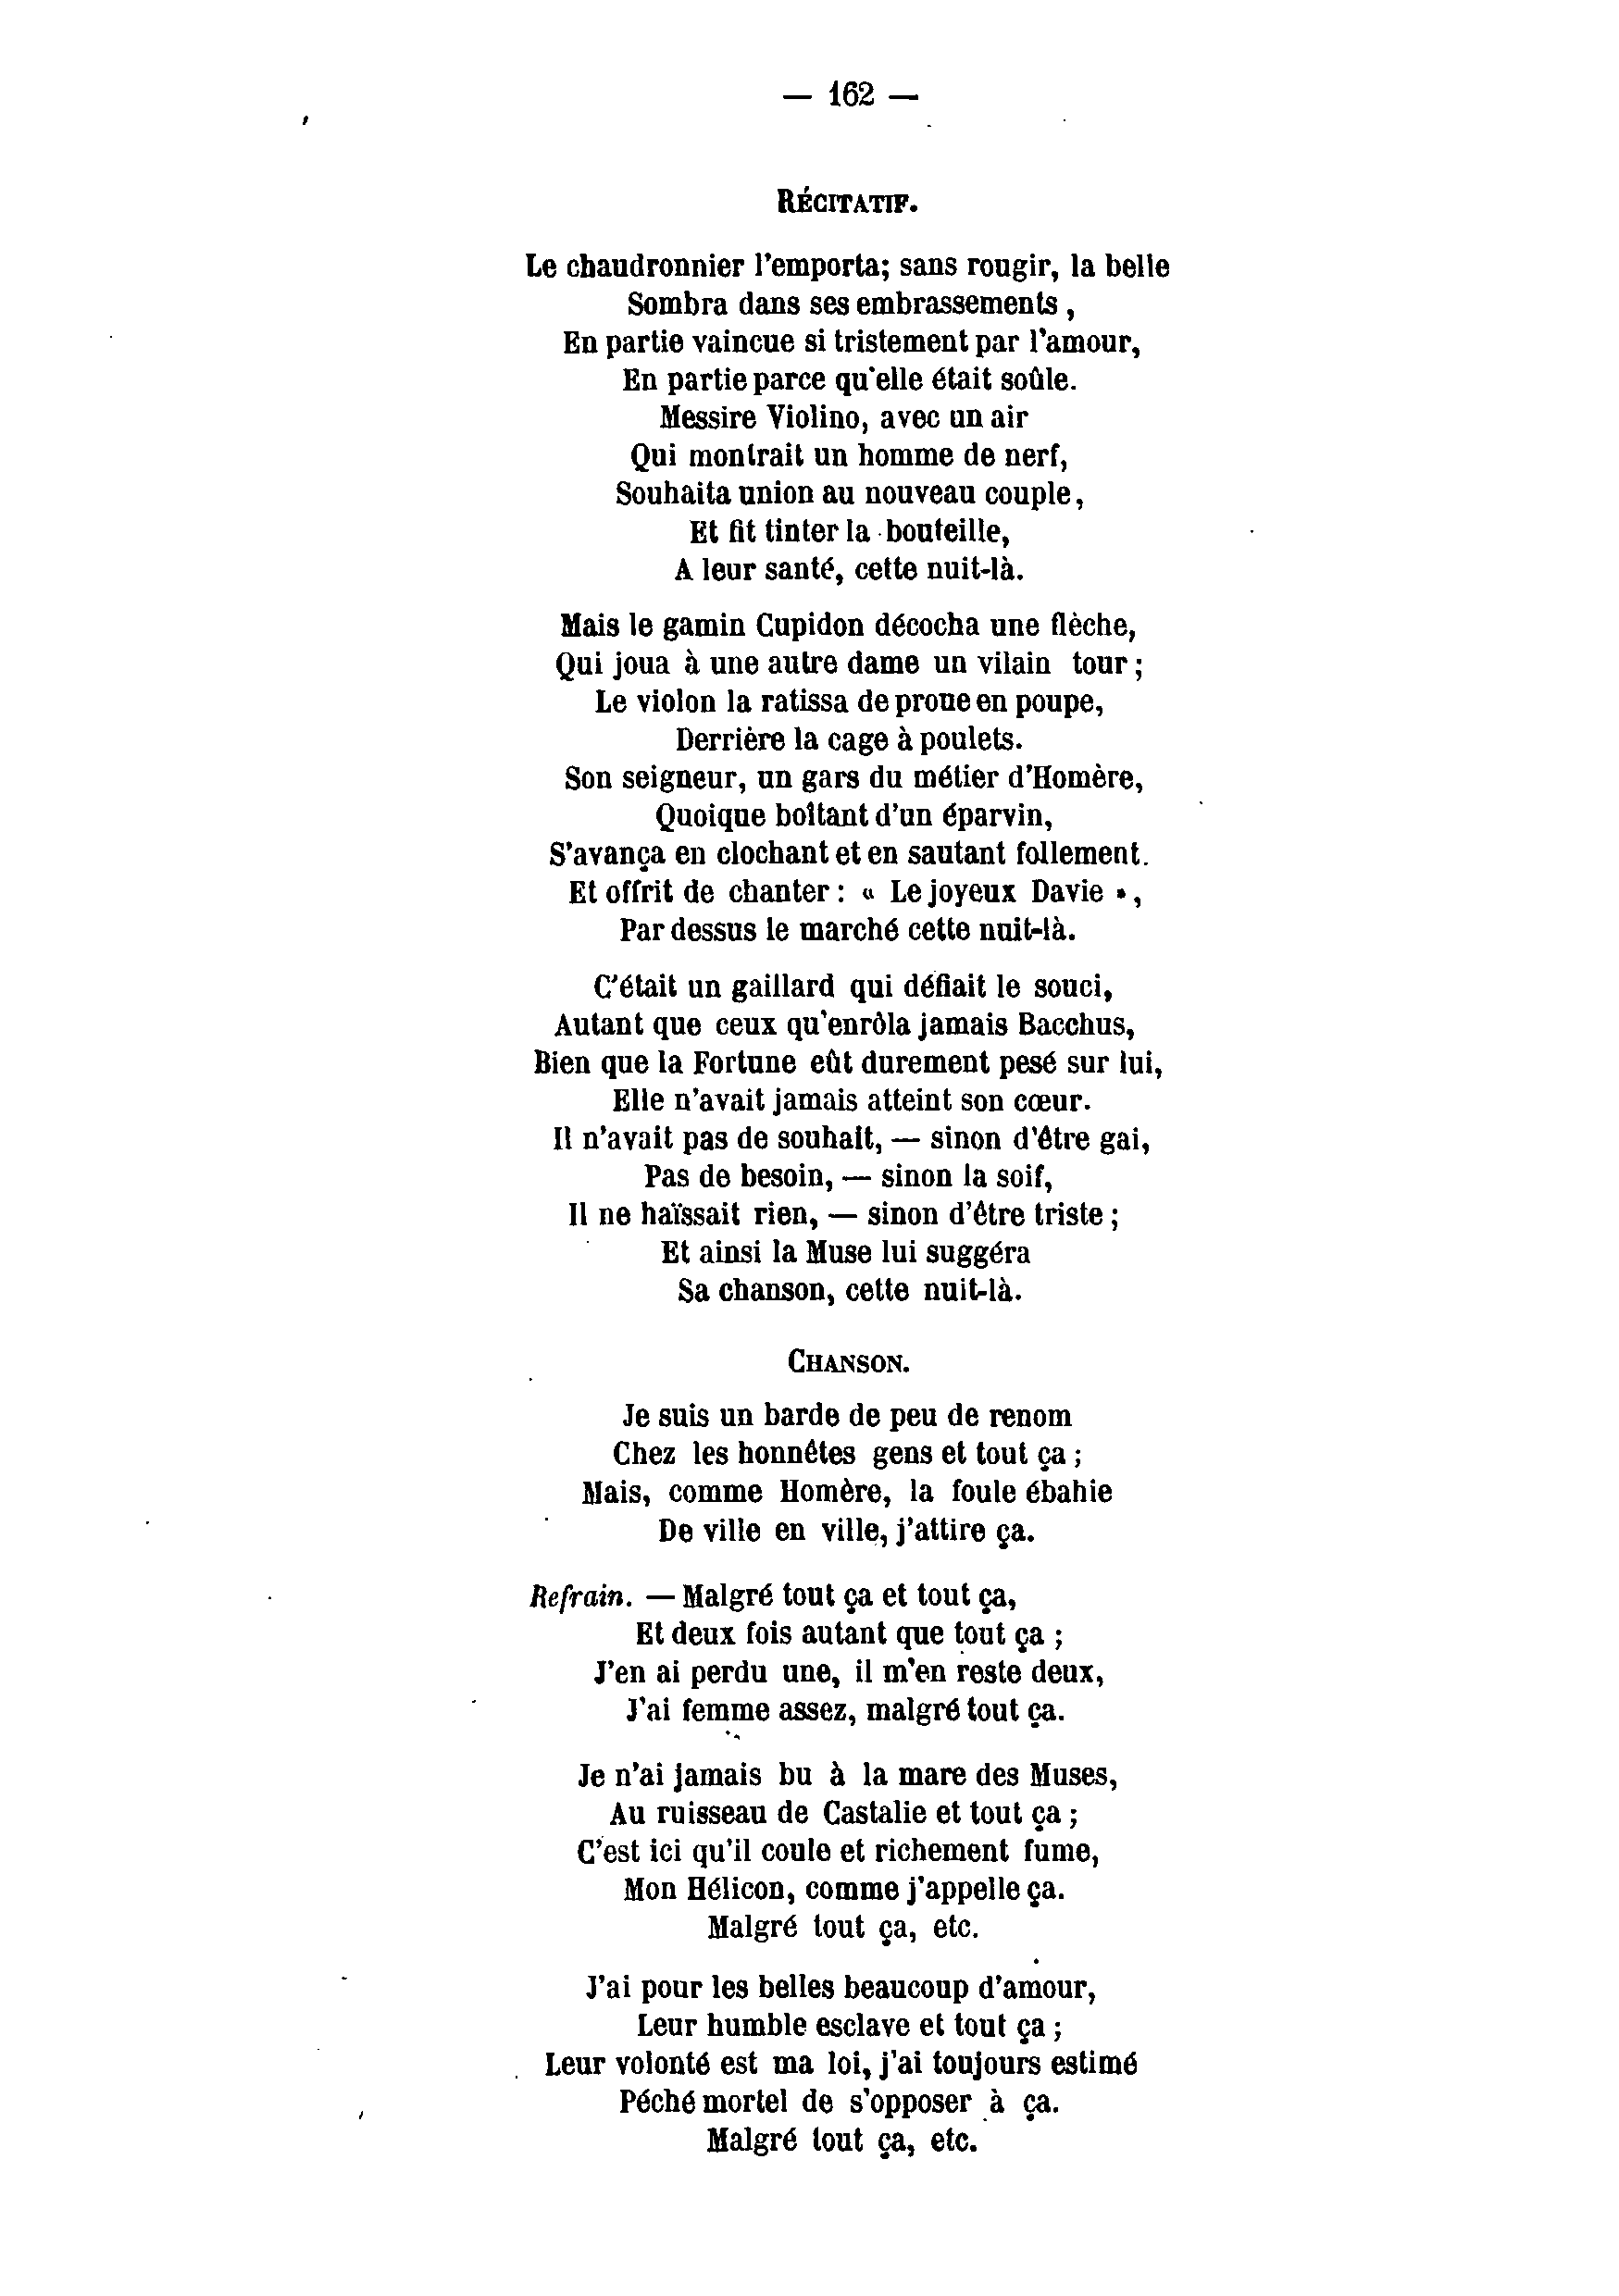 — 162 —
RÉCITATIF.
Le chaudronnier l'emporta; sans rougir, la belle
Sombra dans ses embrassements,
En partie vaincue si tristement par l'amour,
En partie parce qu'elle était soûle.
Messire Violino, avec un air
Qui montrait un homme de nerf,
Souhaita union au nouveau couple,
Et fit tinter la bouteille,
A leur santé, cette nuit-là.
Mais le gamin Cupidon décocha une flèche,
Qui joua à une autre dame un vilain tour;
Le violon la ratissa de proue en poupe,
Derrière la cage à poulets.
Son seigneur, un gars du métier d'Homère,
Quoique boîtant d'un éparvin,
S'avança en clochant et en sautant follement.
Et offrit de chanter : « Le joyeux Davie »,
Par dessus le marché cette nuit-là.
C'était un gaillard qui défiait le souci,
Autant que ceux qu'enrôla jamais Bacchus,
Bien que la Fortune eût durement pesé sur lui,
Elle n'avait jamais atteint son cœur.
Il n'avait pas de souhait, — sinon d'être gai,
Pas de besoin, — sinon la soif,
Il ne haïssait rien, — sinon d'être triste;
Et ainsi la Muse lui suggéra
Sa chanson, cette nuit-là.
CHANSON.
Je suis un barde de peu de renom
Chez les honnêtes gens et tout ça;
Mais, comme Homère, la foule ébahie
De ville en ville, j'attire ça.
Refrain. — Malgré tout ça et tout ça,
Et deux fois autant que tout ça;
J'en ai perdu une, il m'en reste deux,
J'ai femme assez, malgré tout ça.
Je n'ai jamais bu à la mare des Muses,
Au ruisseau de Castalie et tout ça;
C'est ici qu'il coule et richement fume,
Mon Hélicon, comme j'appelle ça.
Malgré tout ça, etc.
J'ai pour les belles beaucoup d'amour,
Leur humble esclave et tout ça;
Leur volonté est ma loi, j'ai toujours estimé
Péché mortel de s'opposer à ça.
Malgré tout ça, etc.